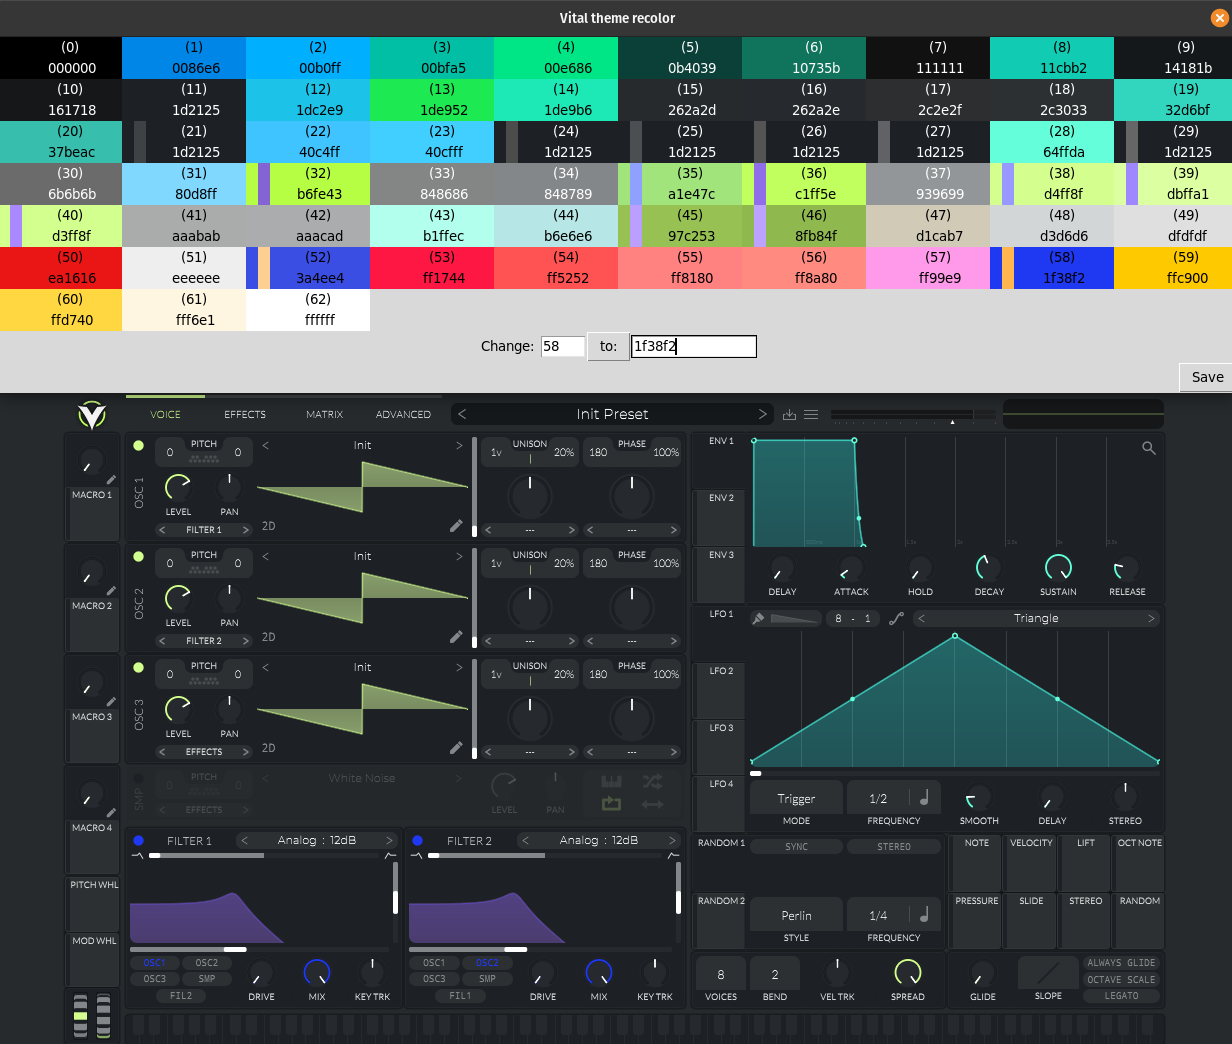 Vital theme recolor
(0) (1) (2) (3) (4) (5) (6) (7) (8) (9)
000000 0086e6 00b0ff 00bfa5 00e686 0b4039 10735b 111111 11cbb2 14181b
(10) (11) (12) (13) (14) (15) (16) (17) (18) (19)
161718 1d2125 1dc2e9 1de952 1de9b6 262a2d 262a2e 2c2e2f 2c3033 32d6bf
(20) (21) (22) (23) (24) (25) (26) (27) (28) (29)
37beac 1d2125 40c4ff 40cfff 1d2125 1d2125 1d2125 1d2125 64ffda 1d2125
(30) (31) (32) (33) (34) (35) (36) (37) (38) (39)
6b6b6b 80d8ff b6fe43 848686 848789 a1e47c c1ff5e 939699 d4ff8f dbffa1
(40) (41) (42) (43) (44) (45) (46) (47) (48) (49)
d3ff8f aaabab aaacad b1ffec b6e6e6 97c253 8fb84f d1cab7 d3d6d6 dfdfdf
(50) (51) (52) (53) (54) (55) (56) (57) (58) (59)
ea1616 eeeeee 3a4ee4 ff1744 ff5252 ff8180 ff8a80 ff99e9 1f38f2 ffc900
(60) (61) (62)
ffd740 fff6e1 ffffff
Change: 58 to: 1f38f2
Save
VOICE EFFECTS MATRIX ADVANCED < Init Preset >
MACRO 1
MACRO 2
MACRO 3
MACRO 4
PITCH WHL
MOD WHL
OSC 1
0 PITCH 0 < Init > UNISON PHASE
1v 20% 180 100%
LEVEL PAN
< FILTER 1 > 2D < --- > < --- >
OSC 2
0 PITCH 0 < Init > UNISON PHASE
1v 20% 180 100%
LEVEL PAN
< FILTER 2 > 2D < --- > < --- >
OSC 3
0 PITCH 0 < Init > UNISON PHASE
1v 20% 180 100%
LEVEL PAN
< EFFECTS > 2D < --- > < --- >
SMP
0 PITCH 0 < White Noise >
< EFFECTS > LEVEL PAN
FILTER 1 < Analog : 12dB >
OSC1 OSC2
OSC3 SMP
FIL2
DRIVE MIX KEY TRK
FILTER 2 < Analog : 12dB >
OSC1 OSC2
OSC3 SMP
FIL1
DRIVE MIX KEY TRK
ENV 1
ENV 2
ENV 3
DELAY ATTACK HOLD DECAY SUSTAIN RELEASE
LFO 1
LFO 2
LFO 3
LFO 4
8 - 1 < Triangle >
Trigger 1/2
MODE FREQUENCY SMOOTH DELAY STEREO
RANDOM 1 SYNC STEREO
RANDOM 2 Perlin 1/4
STYLE FREQUENCY
NOTE VELOCITY LIFT OCT NOTE
PRESSURE SLIDE STEREO RANDOM
8 2
VOICES BEND VEL TRK SPREAD GLIDE SLOPE
ALWAYS GLIDE
OCTAVE SCALE
LEGATO